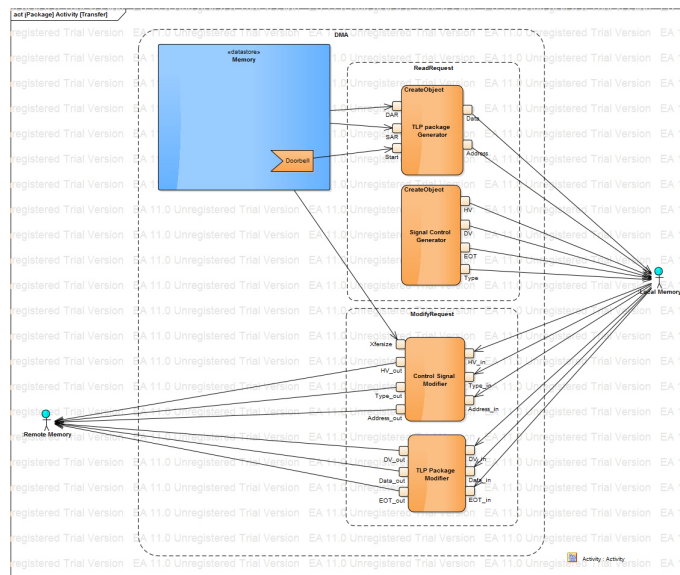 act {Package} Activity [Transfer]
DMA
«datastore»
Memory
Doorbell
ReadRequest
CreateObject
DAR
SAR
Start
TLP package
Generator
Data
Address
CreateObject
Signal Control
Generator
HV
DV
EOT
Type
:Local Memory
ModifyRequest
Xfersize
HV_out
Type_out
Address_out
Control Signal
Modifier
HV_in
Type_in
Address_in
:Remote Memory
DV_out
Data_out
EOT_out
TLP Package
Modifier
DV_in
Data_in
EOT_in
Activity : Activity
EA 11.0 Unregistered Trial Version